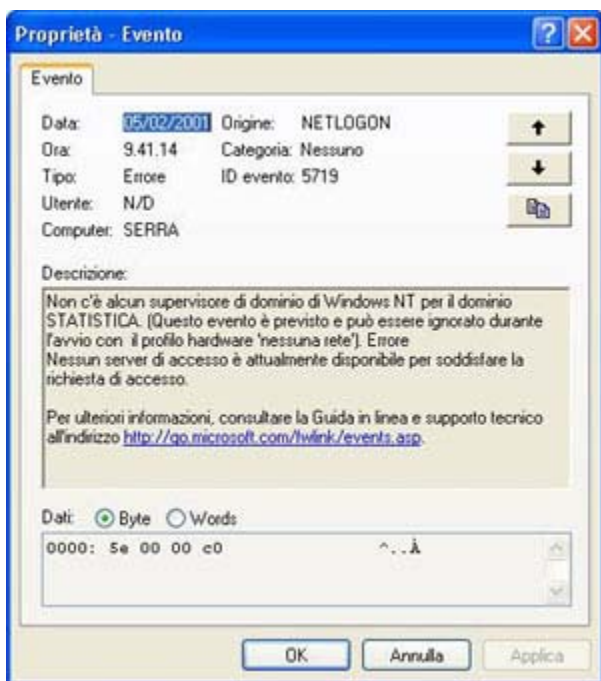 Proprietà - Evento
Evento
Data: 05/02/2001 Origine: NETLOGON
Ora: 9.41.14 Categoria: Nessuno
Tipo: Errore ID evento: 5719
Utente: N/D
Computer: SERRA
Descrizione:
Non c'è alcun supervisore di dominio di Windows NT per il dominio
STATISTICA. (Questo evento è previsto e può essere ignorato durante
l'avvio con il profilo hardware 'nessuna rete'). Errore
Nessun server di accesso è attualmente disponibile per soddisfare la
richiesta di accesso.
Per ulteriori informazioni, consultare la Guida in linea e supporto tecnico
all'indirizzo http://go.microsoft.com/fwlink/events.asp.
Dati: Byte Words
0000: 5e 00 00 c0 ^..À
OK Annulla Applica